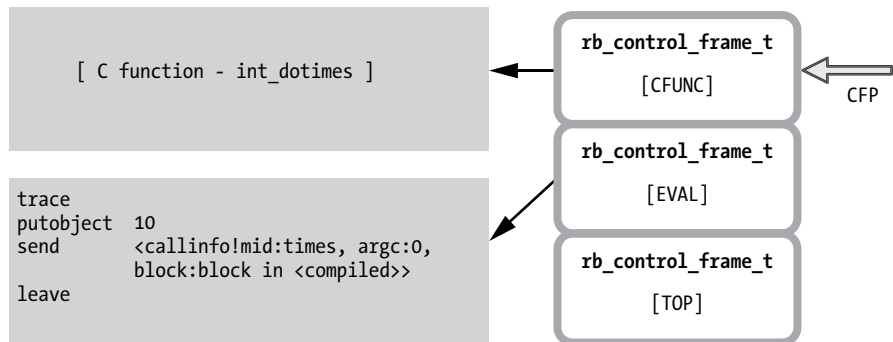 [ C function - int_dotimes ]
rb_control_frame_t
[CFUNC]
CFP
trace
putobject 10
send <callinfo!mid:times, argc:0,
block:block in <compiled>>
leave
rb_control_frame_t
[EVAL]
rb_control_frame_t
[TOP]